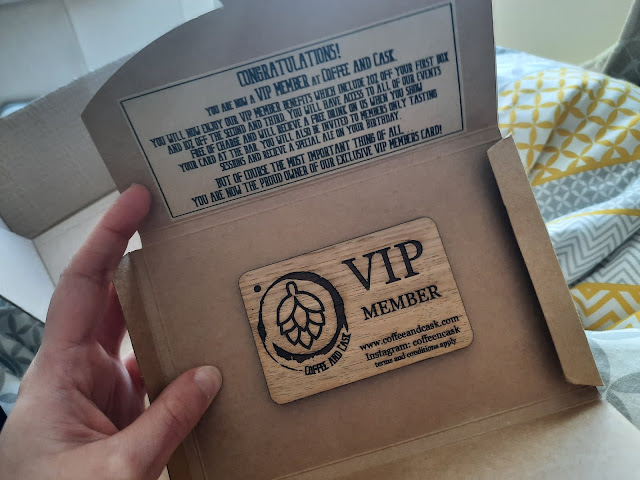 CONGRATULATIONS!
YOU ARE NOW A VIP MEMBER AT COFFEE AND CASK
YOU WILL NOW ENJOY OUR VIP MEMBER BENEFITS WHICH INCLUDE 20% OFF YOUR FIRST BOX
AND 10% OFF THE SECOND AND THIRD. YOU WILL HAVE ACCESS TO ALL OF OUR EVENTS
FREE OF CHARGE AND WILL RECIEVE A FREE DRINK ON US WHEN YOU SHOW
YOUR CARD AT THE BAR. YOU WILL ALSO BE INVITED TO MEMBERS ONLY TASTING
SESSIONS AND RECIEVE A SPECIAL BAG ON YOUR BIRTHDAY.
BUT OF COURSE THE MOST IMPORTANT THING OF ALL.
YOU ARE NOW THE PROUD OWNER OF OUR EXCLUSIVE VIP MEMBERS CARD!
VIP
MEMBER
COFFEE AND CASK
www.coffeeandcask.com
Instagram: coffeencask
terms and conditions apply